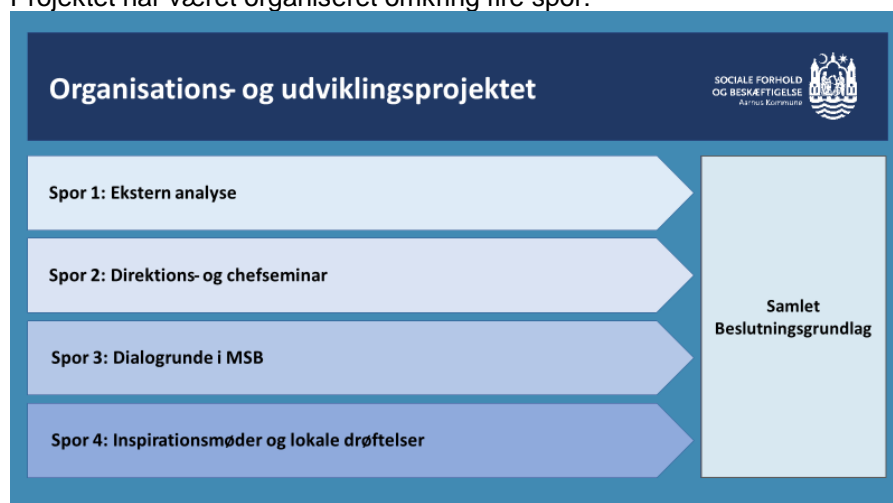 Projektet har været organiseret omkring fire spor:
Organisations- og udviklingsprojektet
SOCIALE FORHOLD
OG BESKÆFTIGELSE
Aarhus Kommune
Spor 1: Ekstern analyse
Spor 2: Direktions- og chefseminar
Spor 3: Dialogrunde i MSB
Spor 4: Inspirationsmøder og lokale drøftelser
Samlet
Beslutningsgrundlag